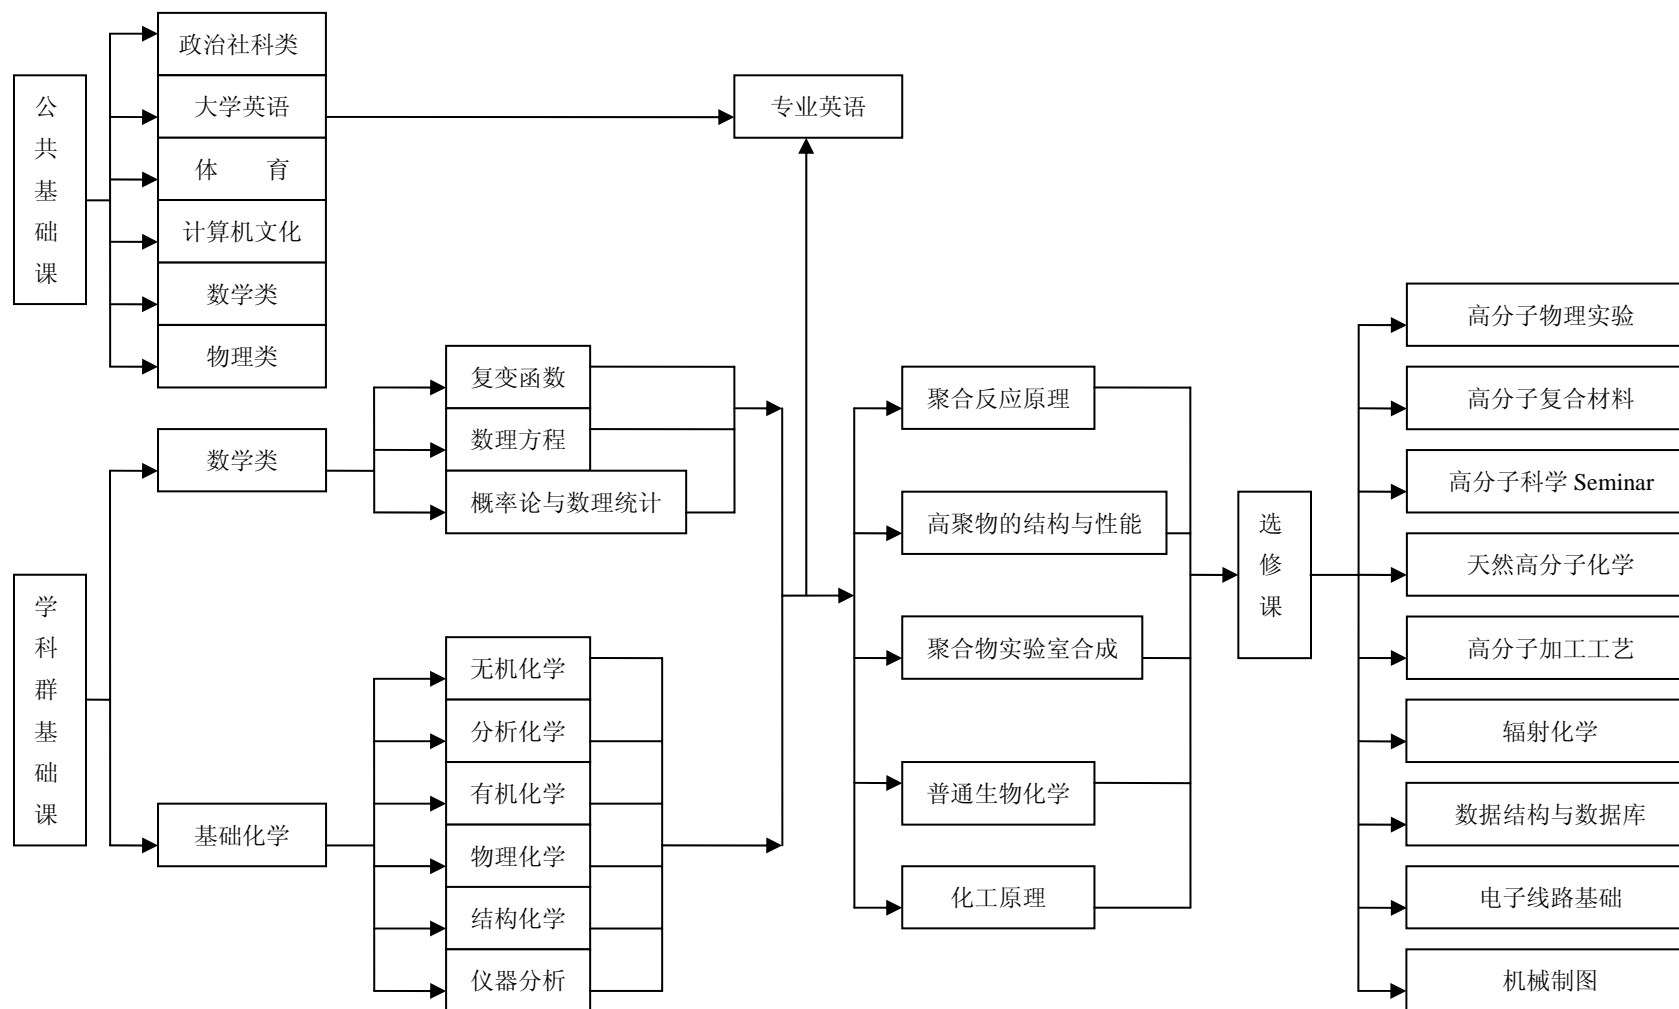 公共基础课
政治社科类
大学英语
体 育
计算机文化
数学类
物理类
专业英语
学科群基础课
数学类
基础化学
复变函数
数理方程
概率论与数理统计
无机化学
分析化学
有机化学
物理化学
结构化学
仪器分析
聚合反应原理
高聚物的结构与性能
聚合物实验室合成
普通生物化学
化工原理
选修课
高分子物理实验
高分子复合材料
高分子科学 Seminar
天然高分子化学
高分子加工工艺
辐射化学
数据结构与数据库
电子线路基础
机械制图